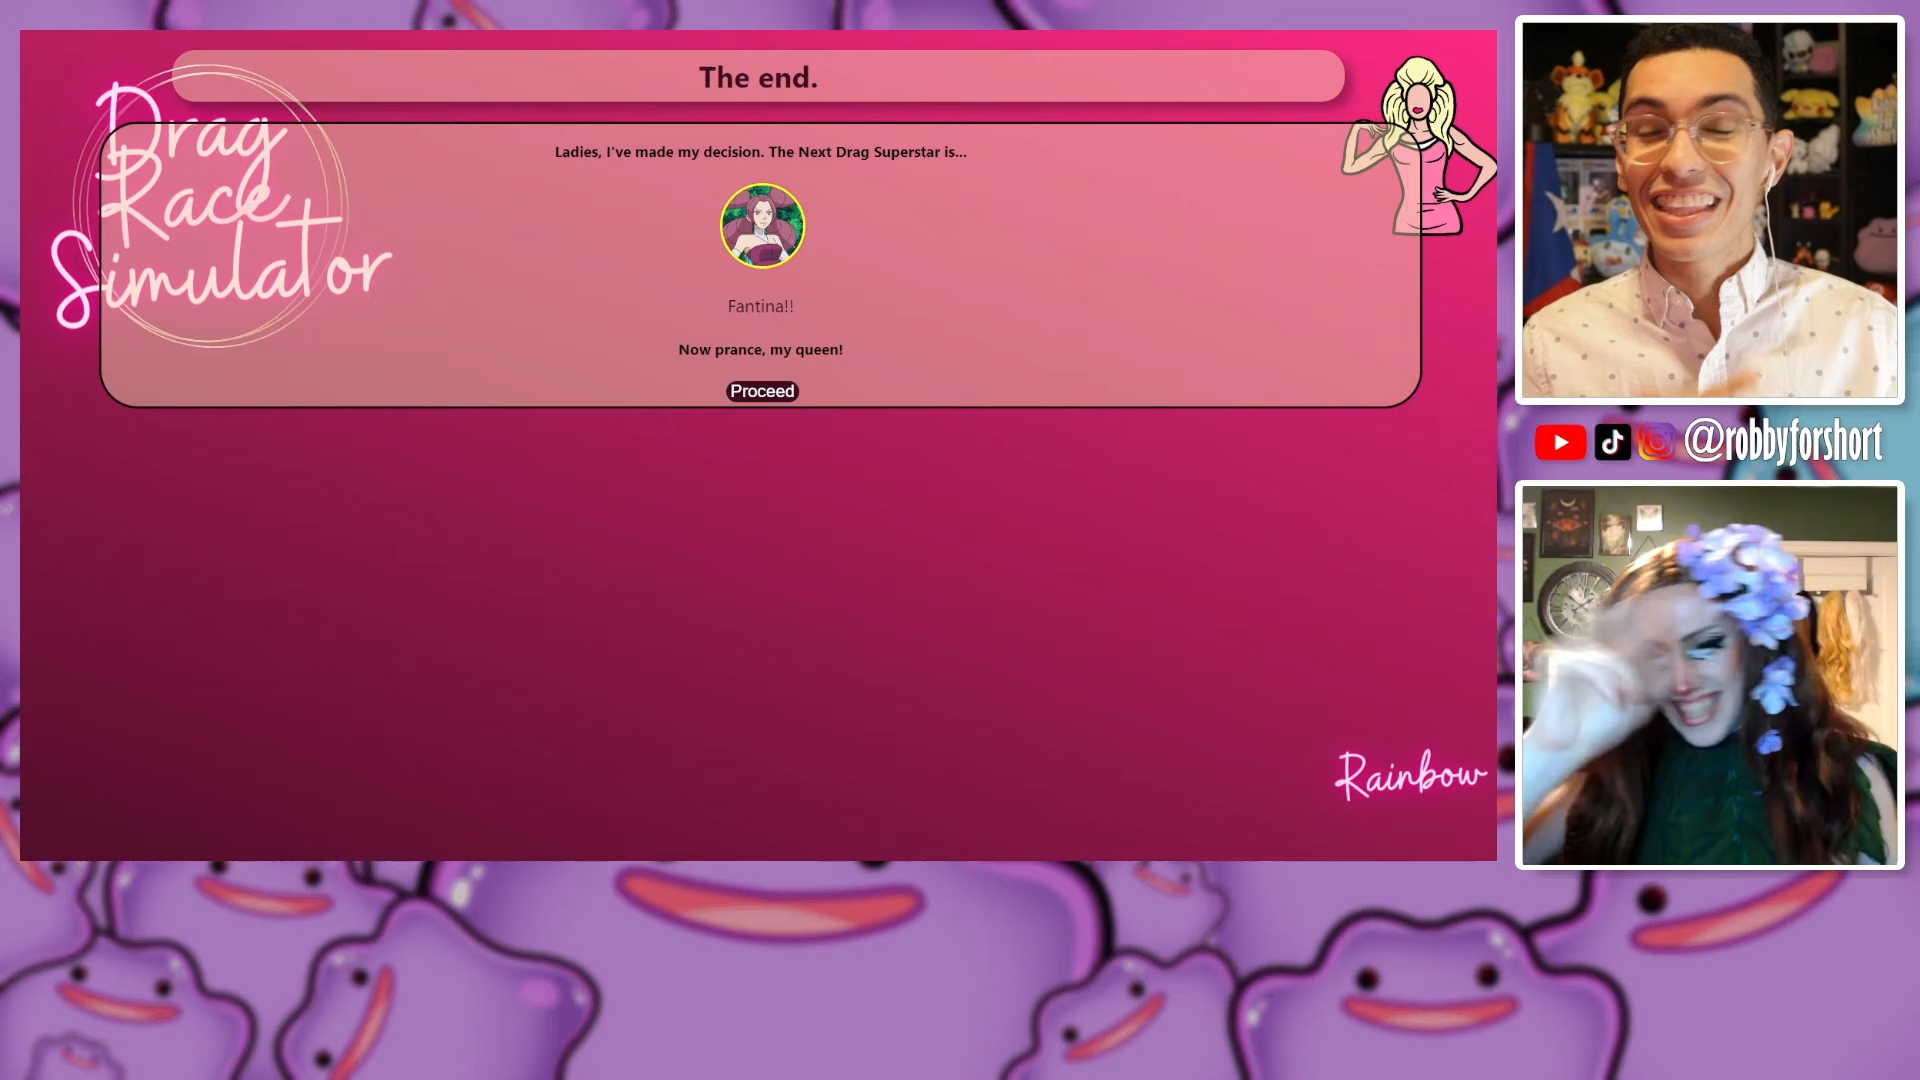 The end.
Drag
Race
Simulator
Ladies, I've made my decision. The Next Drag Superstar is...
Fantina!!
Now prance, my queen!
Proceed
@robbyforshort
Rainbow